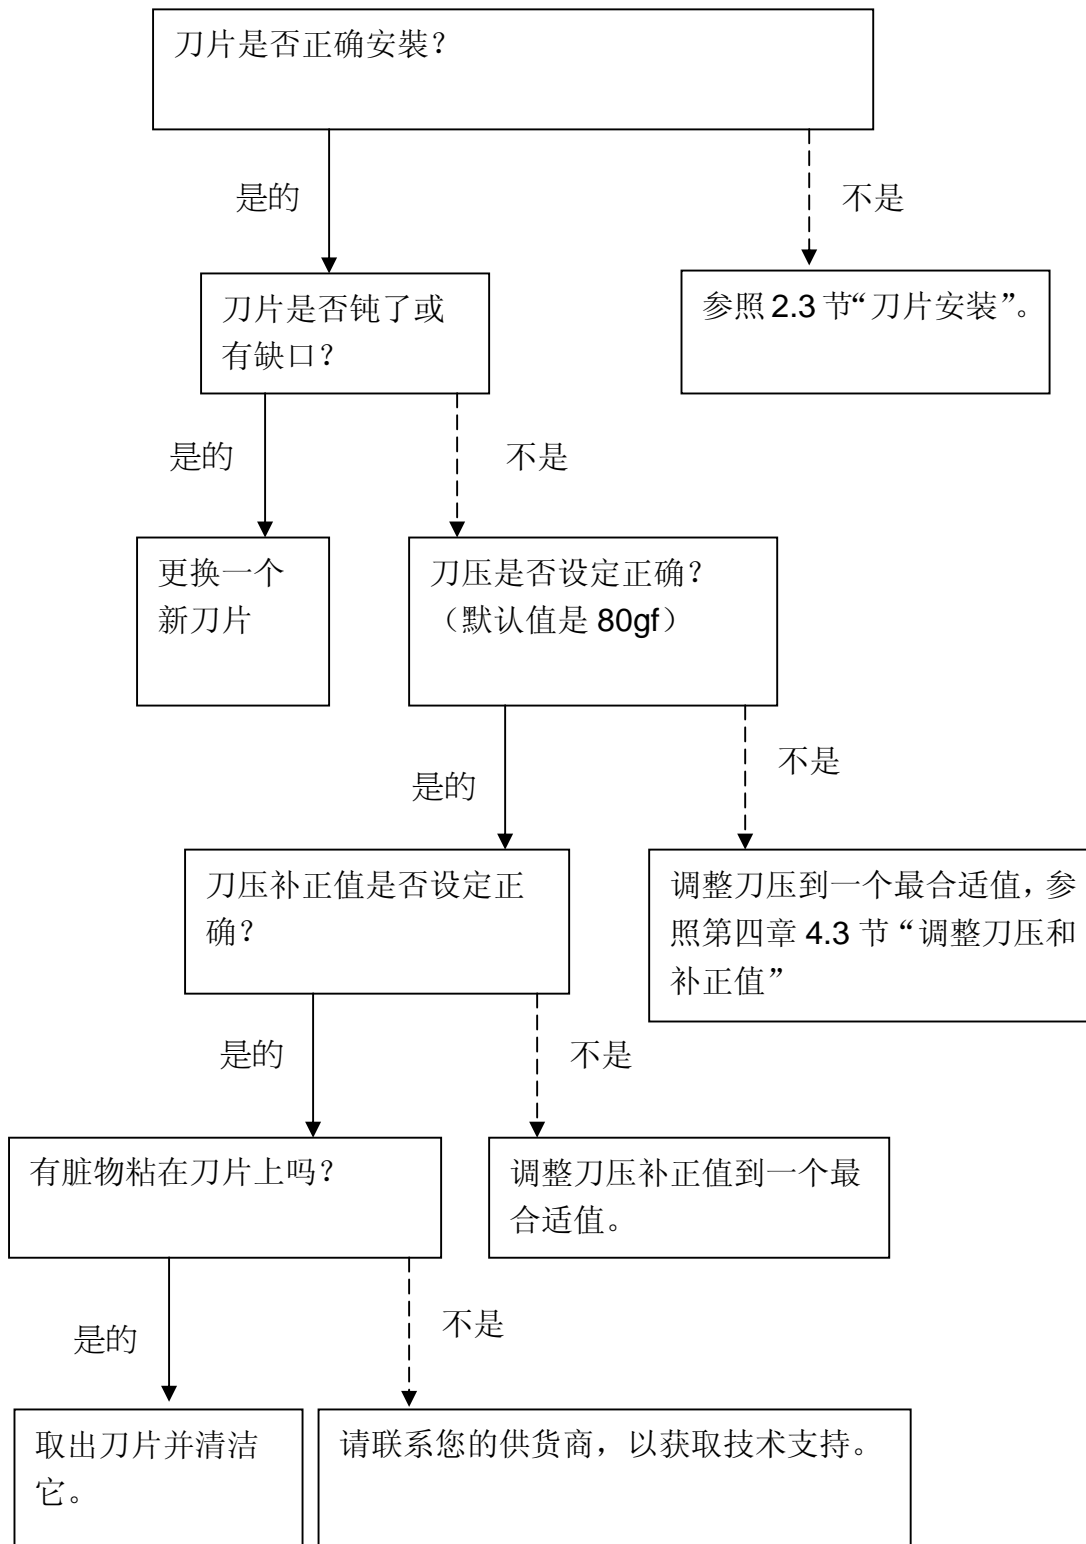 刀片是否正确安裝？
是的
不是
刀片是否钝了或
有缺口？
参照 2.3 节“刀片安装”。
是的
不是
更换一个
新刀片
刀压是否设定正确？
（默认值是 80gf）
是的
不是
刀压补正值是否设定正
确？
调整刀压到一个最合适值，参
照第四章 4.3 节“调整刀压和
补正值”
是的
不是
有脏物粘在刀片上吗？
调整刀压补正值到一个最
合适值。
是的
不是
取出刀片并清洁
它。
请联系您的供货商，以获取技术支持。